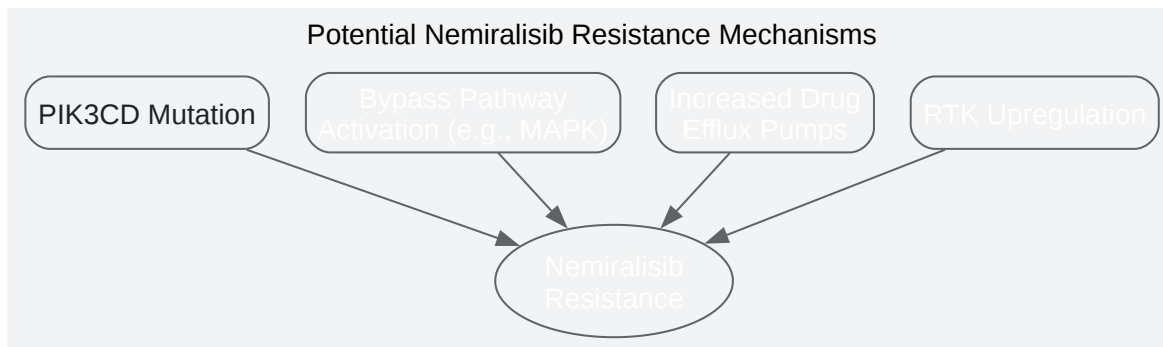 Potential Nemiralisib Resistance Mechanisms
PIK3CD Mutation
Bypass Pathway
Activation (e.g., MAPK)
Increased Drug
Efflux Pumps
RTK Upregulation
Nemiralisib
Resistance